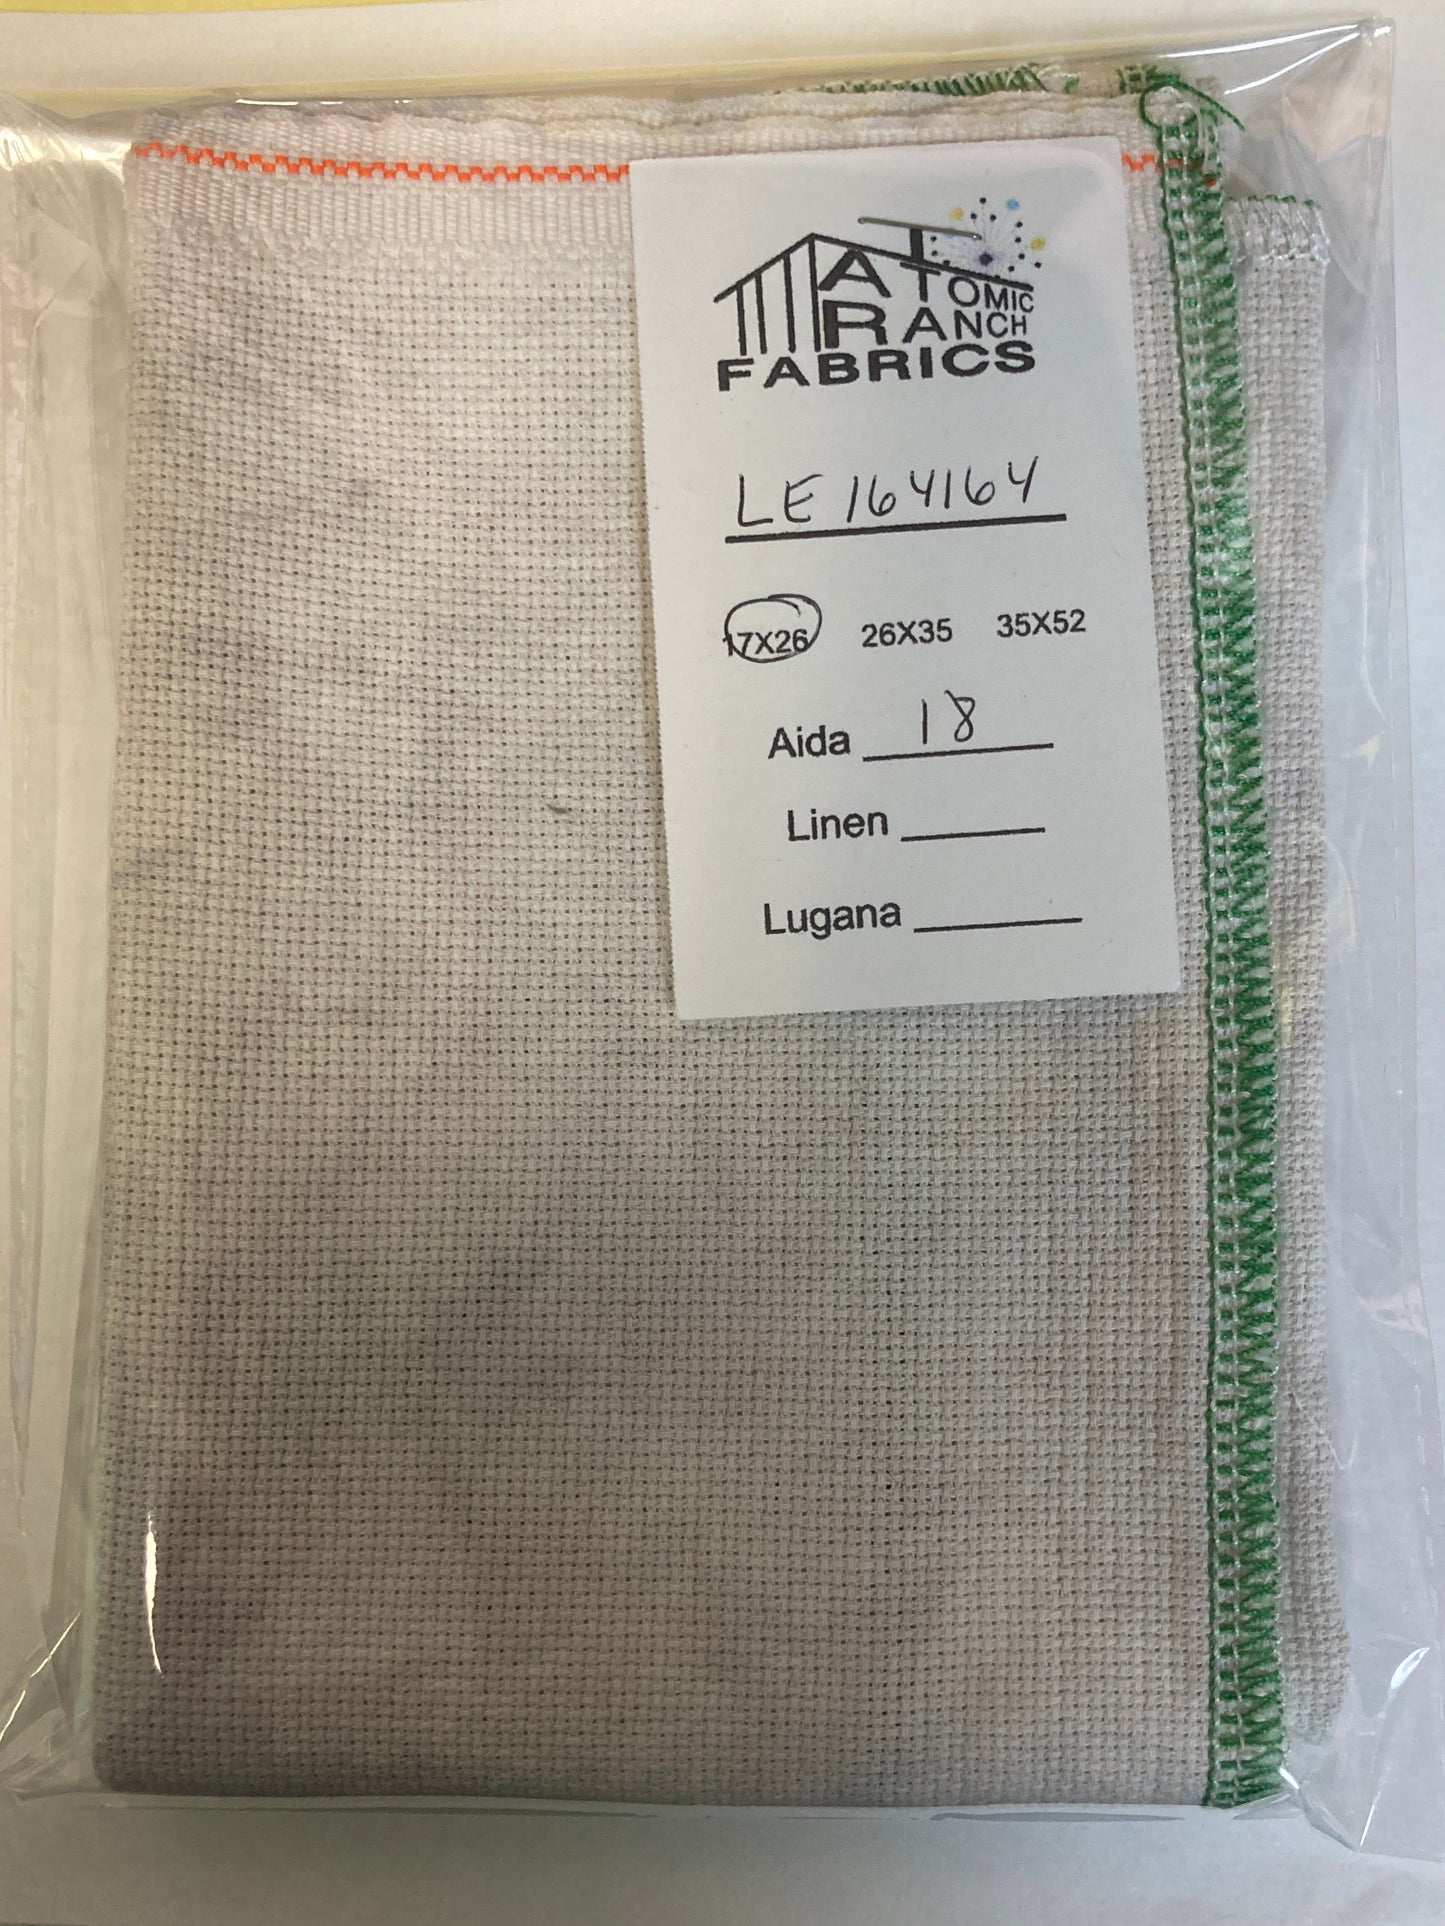 ATOMIC
RANCH
FABRICS
LE164164
17X26 26X35 35X52
Aida 18
Linen
Lugana